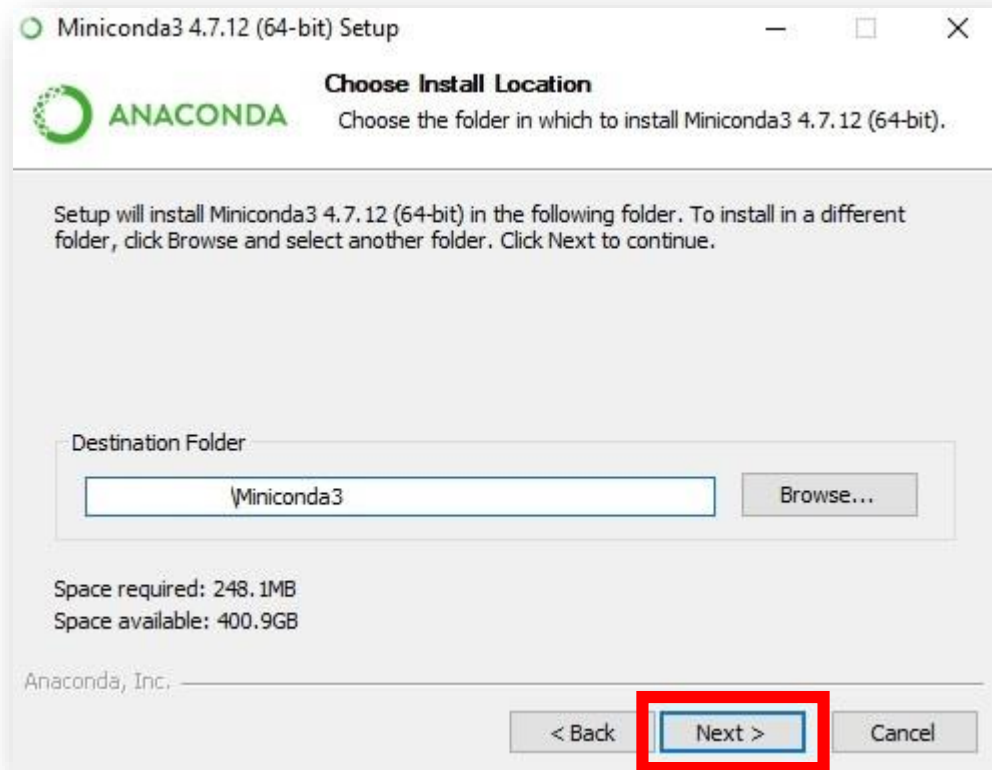 Miniconda3 4.7.12 (64-bit) Setup
ANACONDA
Choose Install Location
Choose the folder in which to install Miniconda3 4.7.12 (64-bit).
Setup will install Miniconda3 4.7.12 (64-bit) in the following folder. To install in a different
folder, click Browse and select another folder. Click Next to continue.
Destination Folder
\Miniconda3
Browse...
Space required: 248.1MB
Space available: 400.9GB
Anaconda, Inc.
< Back
Next >
Cancel